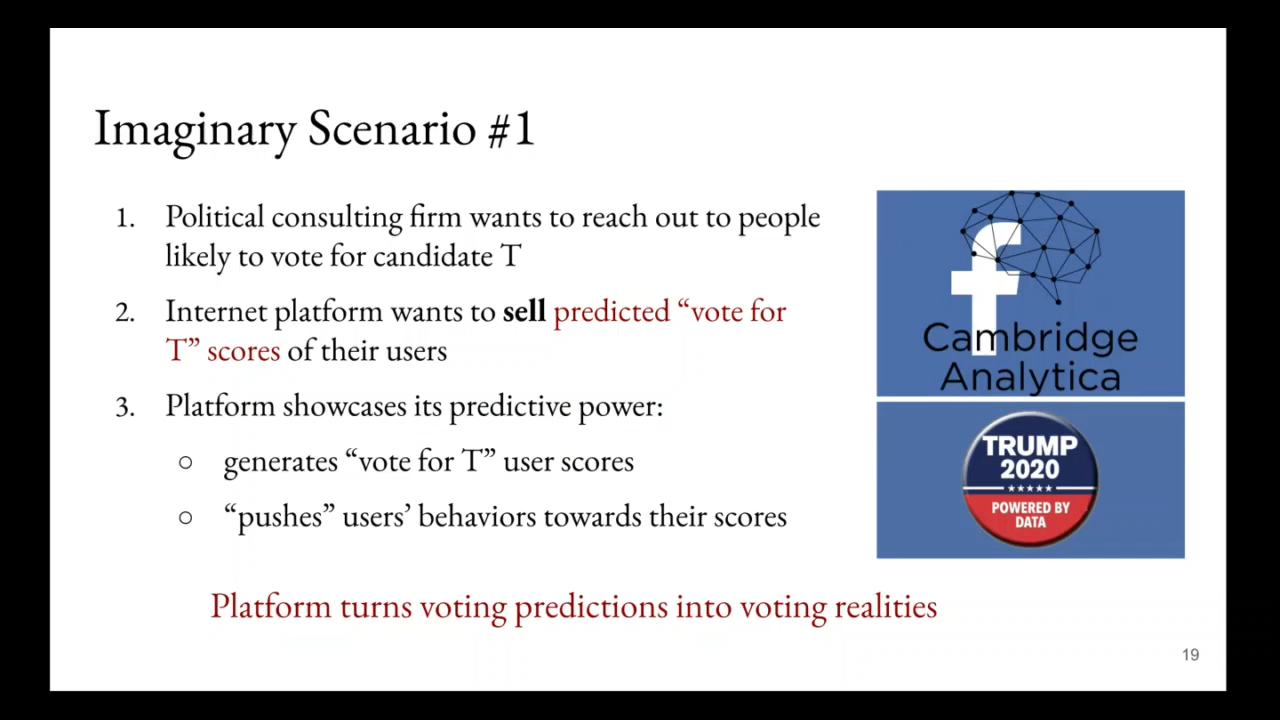 Imaginary Scenario #1
1. Political consulting firm wants to reach out to people
likely to vote for candidate T
2. Internet platform wants to sell predicted “vote for
T” scores of their users
3. Platform showcases its predictive power:
○ generates “vote for T” user scores
○ “pushes” users’ behaviors towards their scores
Platform turns voting predictions into voting realities
f
Cambridge
Analytica
TRUMP
2020
POWERED BY
DATA
19